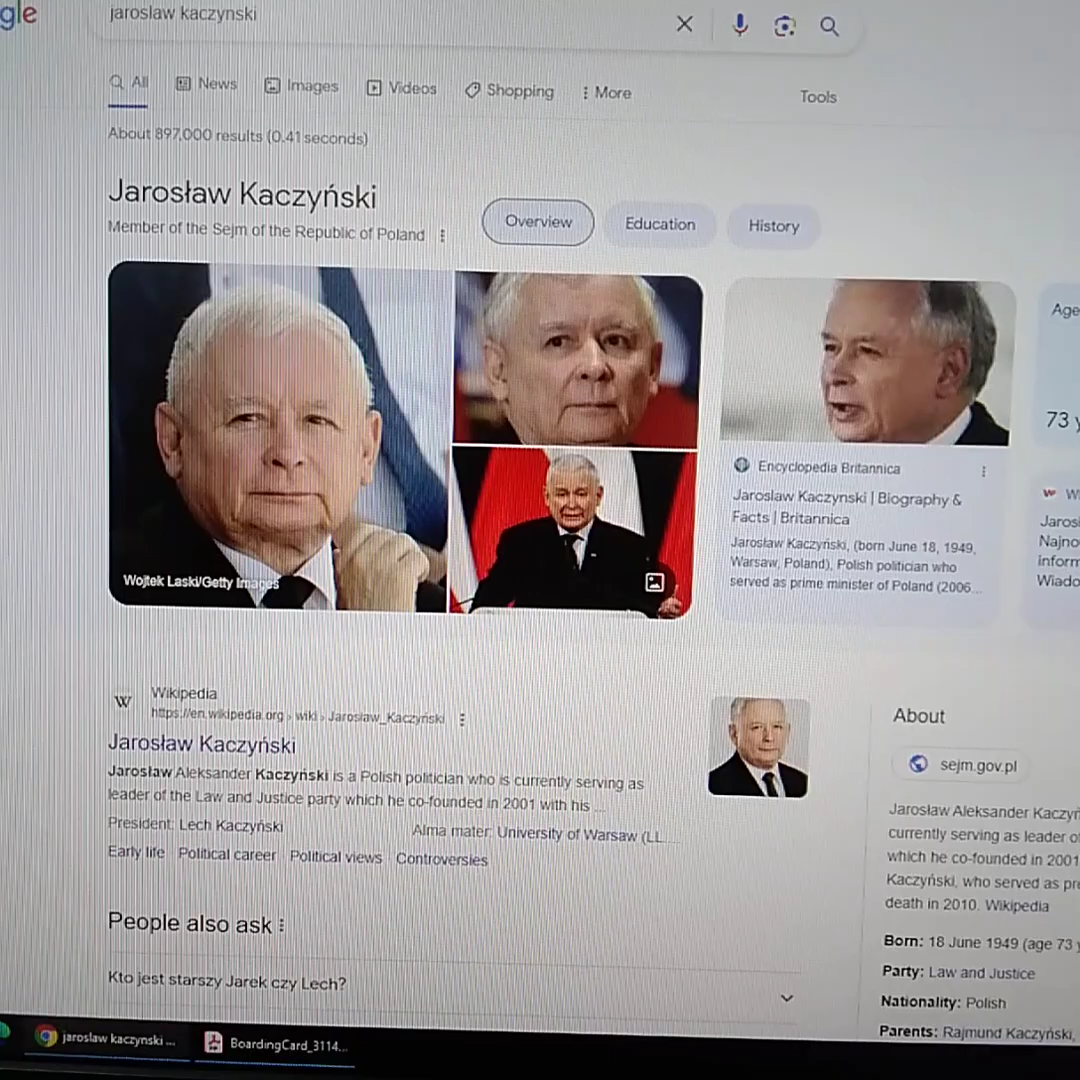 gle
jaroslaw kaczynski
All News Images Videos Shopping More Tools
About 897,000 results (0.41 seconds)
Jarosław Kaczyński
Member of the Sejm of the Republic of Poland
Overview Education History
Age
73 y
Wojtek Laski/Getty Images
Encyclopedia Britannica
Jaroslaw Kaczynski | Biography &
Facts | Britannica
Jarosław Kaczyński, (born June 18, 1949,
Warsaw, Poland), Polish politician who
served as prime minister of Poland (2006...
W
Jarosł
Najno
inform
Wiado
Wikipedia
https://en.wikipedia.org › wiki › Jarosław_Kaczyński
Jarosław Kaczyński
Jarosław Aleksander Kaczyński is a Polish politician who is currently serving as
leader of the Law and Justice party which he co-founded in 2001 with his ...
President: Lech Kaczyński Alma mater: University of Warsaw (LL....
Early life Political career Political views Controversies
People also ask
Kto jest starszy Jarek czy Lech?
About
sejm.gov.pl
Jarosław Aleksander Kaczyń
currently serving as leader of
which he co-founded in 2001
Kaczyński, who served as pre
death in 2010. Wikipedia
Born: 18 June 1949 (age 73 y
Party: Law and Justice
Nationality: Polish
Parents: Rajmund Kaczyński,
jaroslaw kaczynski ... BoardingCard_3114...